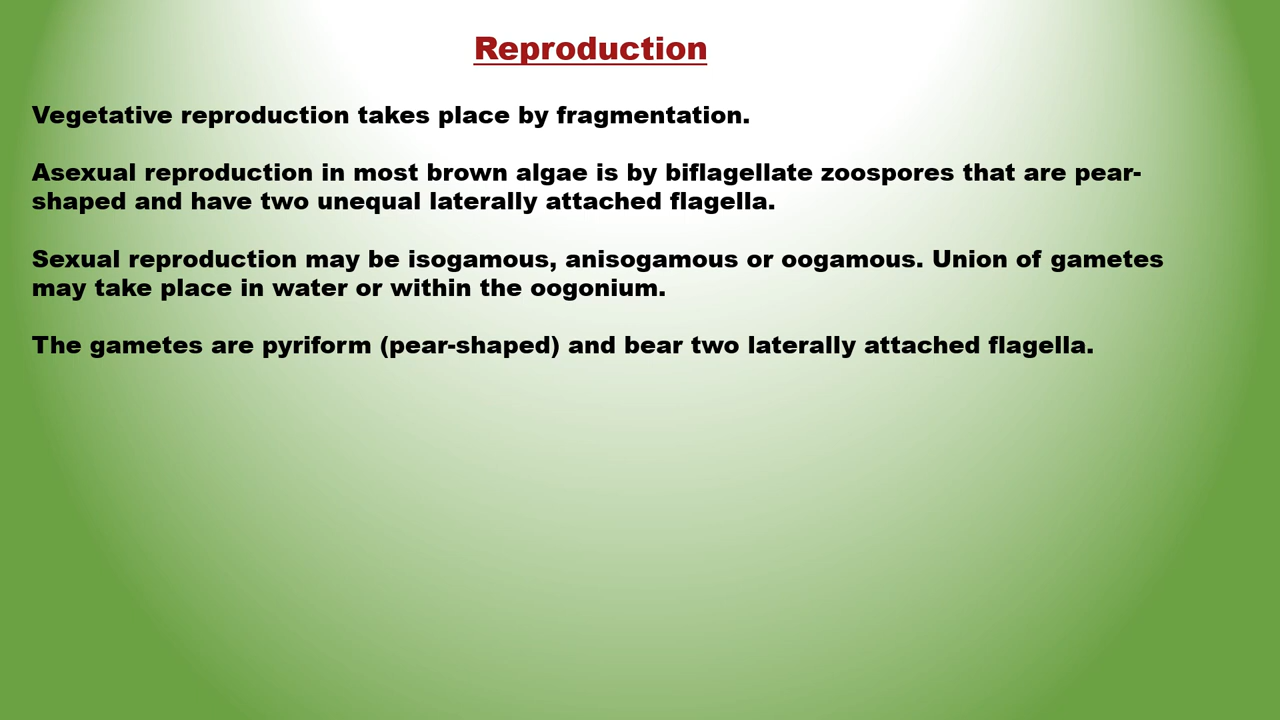 Reproduction
Vegetative reproduction takes place by fragmentation.
Asexual reproduction in most brown algae is by biflagellate zoospores that are pear-
shaped and have two unequal laterally attached flagella.
Sexual reproduction may be isogamous, anisogamous or oogamous. Union of gametes
may take place in water or within the oogonium.
The gametes are pyriform (pear-shaped) and bear two laterally attached flagella.